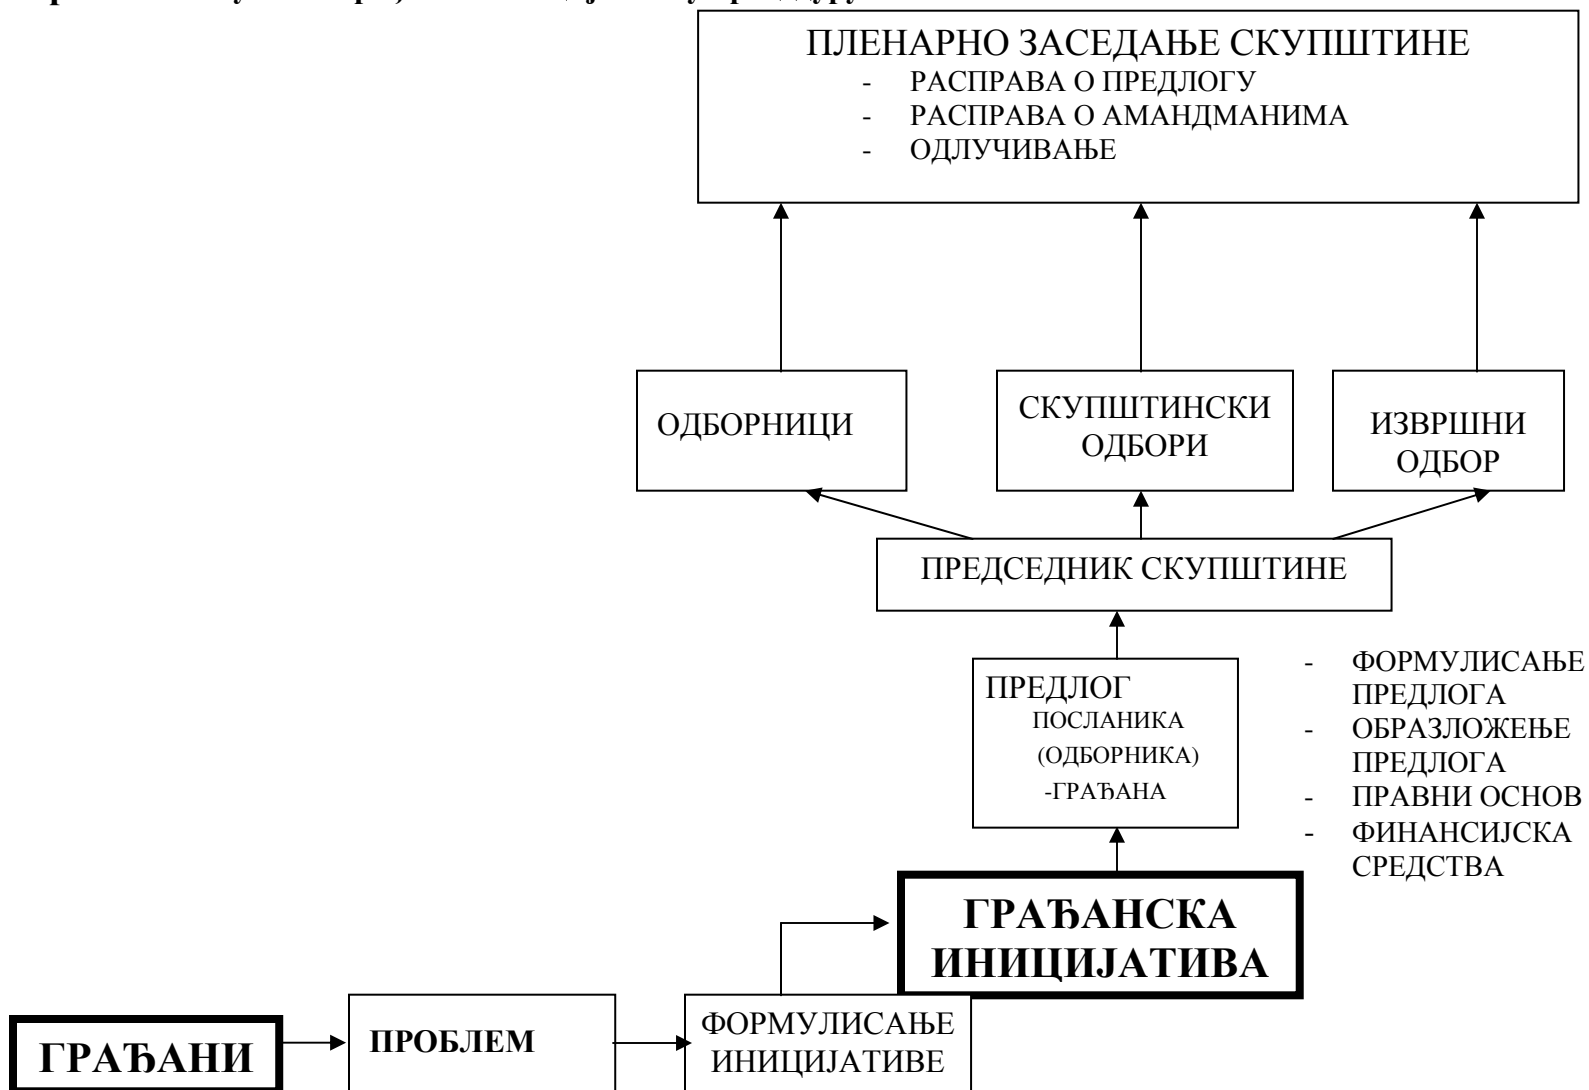 ПЛЕНАРНО ЗАСЕДАЊЕ СКУПШТИНЕ
- РАСПРАВА О ПРЕДЛОГУ
- РАСПРАВА О АМАНДМАНИМА
- ОДЛУЧИВАЊЕ
ОДБОРНИЦИ
СКУПШТИНСКИ
ОДБОРИ
ИЗВРШНИ
ОДБОР
ПРЕДСЕДНИК СКУПШТИНЕ
ПРЕДЛОГ
ПОСЛАНИКА
(ОДБОРНИКА)
-ГРАЂАНА
- ФОРМУЛИСАЊЕ
ПРЕДЛОГА
- ОБРАЗЛОЖЕЊЕ
ПРЕДЛОГА
- ПРАВНИ ОСНОВ
- ФИНАНСИЈСКА
СРЕДСТВА
ГРАЂАНСКА
ИНИЦИЈАТИВА
ГРАЂАНИ
ПРОБЛЕМ
ФОРМУЛИСАЊЕ
ИНИЦИЈАТИВЕ